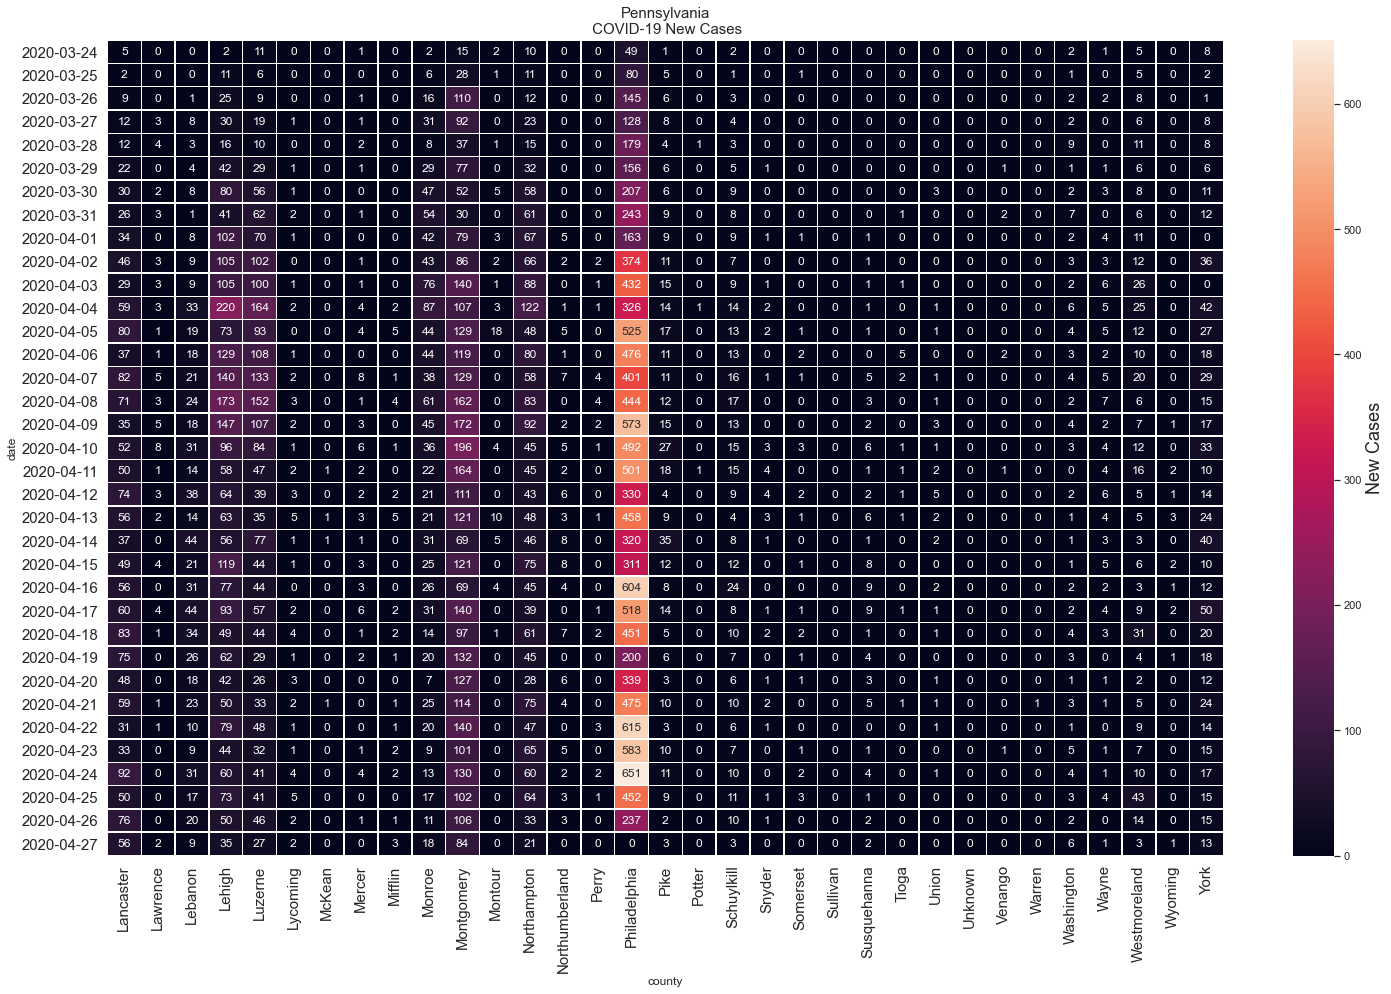 Pennsylvania
COVID-19 New Cases
2020-03-24 5 0 0 2 11 0 0 1 0 2 15 2 10 0 0 49 1 0 2 0 0 0 0 0 0 0 0 0 2 1 5 0 8
2020-03-25 2 0 0 11 6 0 0 0 0 6 28 1 11 0 0 80 5 0 1 0 1 0 0 0 0 0 0 0 1 0 5 0 2
2020-03-26 9 0 1 25 9 0 0 1 0 16 110 0 12 0 0 145 6 0 3 0 0 0 0 0 0 0 0 0 2 2 8 0 1
2020-03-27 12 3 8 30 19 1 0 1 0 31 92 0 23 0 0 128 8 0 4 0 0 0 0 0 0 0 0 0 2 0 6 0 8
2020-03-28 12 4 3 16 10 0 0 2 0 8 37 1 15 0 0 179 4 1 3 0 0 0 0 0 0 0 0 0 9 0 11 0 8
2020-03-29 22 0 4 42 29 1 0 1 0 29 77 0 32 0 0 156 6 0 5 1 0 0 0 0 0 0 1 0 1 1 6 0 6
2020-03-30 30 2 8 80 56 1 0 0 0 47 52 5 58 0 0 207 6 0 9 0 0 0 0 0 3 0 0 0 2 3 8 0 11
2020-03-31 26 3 1 41 62 2 0 1 0 54 30 0 61 0 0 243 9 0 8 0 0 0 0 1 0 0 2 0 7 0 6 0 12
2020-04-01 34 0 8 102 70 1 0 0 0 42 79 3 67 5 0 163 9 0 9 1 1 0 1 0 0 0 0 0 2 4 11 0 0
2020-04-02 46 3 9 105 102 0 0 1 0 43 86 2 66 2 2 374 11 0 7 0 0 0 1 0 0 0 0 0 3 3 12 0 36
2020-04-03 29 3 9 105 100 1 0 1 0 76 140 1 88 0 1 432 15 0 9 1 0 0 1 1 0 0 0 0 2 6 26 0 0
2020-04-04 59 3 33 220 164 2 0 4 2 87 107 3 122 1 1 326 14 1 14 2 0 0 1 0 1 0 0 0 6 5 25 0 42
2020-04-05 80 1 19 73 93 0 0 4 5 44 129 18 48 5 0 525 17 0 13 2 1 0 1 0 1 0 0 0 4 5 12 0 27
2020-04-06 37 1 18 129 108 1 0 0 0 44 119 0 80 1 0 476 11 0 13 0 2 0 0 5 0 0 2 0 3 2 10 0 18
2020-04-07 82 5 21 140 133 2 0 8 1 38 129 0 58 7 4 401 11 0 16 1 1 0 5 2 1 0 0 0 4 5 20 0 29
2020-04-08 71 3 24 173 152 3 0 1 4 61 162 0 83 0 4 444 12 0 17 0 0 0 3 0 1 0 0 0 2 7 6 0 15
2020-04-09 35 5 18 147 107 2 0 3 0 45 172 0 92 2 2 573 15 0 13 0 0 0 2 0 3 0 0 0 4 2 7 1 17
2020-04-10 52 8 31 96 84 1 0 6 1 36 196 4 45 5 1 492 27 0 15 3 3 0 6 1 1 0 0 0 3 4 12 0 33
2020-04-11 50 1 14 58 47 2 1 2 0 22 164 0 45 2 0 501 18 1 15 4 0 0 1 1 2 0 1 0 0 4 16 2 10
2020-04-12 74 3 38 64 39 3 0 2 2 21 111 0 43 6 0 330 4 0 9 4 2 0 2 1 5 0 0 0 2 6 5 1 14
2020-04-13 56 2 14 63 35 5 1 3 5 21 121 10 48 3 1 458 9 0 4 3 1 0 6 1 2 0 0 0 1 4 5 3 24
2020-04-14 37 0 44 56 77 1 1 1 0 31 69 5 46 8 0 320 35 0 8 1 0 0 1 0 2 0 0 0 1 3 3 0 40
2020-04-15 49 4 21 119 44 1 0 3 0 25 121 0 75 8 0 311 12 0 12 0 1 0 8 0 0 0 0 0 1 5 6 2 10
2020-04-16 56 0 31 77 44 0 0 3 0 26 69 4 45 4 0 604 8 0 24 0 0 0 9 0 2 0 0 0 2 2 3 1 12
2020-04-17 60 4 44 93 57 2 0 6 2 31 140 0 39 0 1 518 14 0 8 1 1 0 9 1 1 0 0 0 2 4 9 2 50
2020-04-18 83 1 34 49 44 4 0 1 2 14 97 1 61 7 2 451 5 0 10 2 2 0 1 0 1 0 0 0 4 3 31 0 20
2020-04-19 75 0 26 62 29 1 0 2 1 20 132 0 45 0 0 200 6 0 7 0 1 0 4 0 0 0 0 0 3 0 4 1 18
2020-04-20 48 0 18 42 26 3 0 0 0 7 127 0 28 6 0 339 3 0 6 1 1 0 3 0 1 0 0 0 1 1 2 0 12
2020-04-21 59 1 23 50 33 2 1 0 1 25 114 0 75 4 0 475 10 0 10 2 0 0 5 1 1 0 0 1 3 1 5 0 24
2020-04-22 31 1 10 79 48 1 0 0 1 20 140 0 47 0 3 615 3 0 6 1 0 0 0 0 1 0 0 0 1 0 9 0 14
2020-04-23 33 0 9 44 32 1 0 1 2 9 101 0 65 5 0 583 10 0 7 0 1 0 1 0 0 0 1 0 5 1 7 0 15
2020-04-24 92 0 31 60 41 4 0 4 2 13 130 0 60 2 2 651 11 0 10 0 2 0 4 0 1 0 0 0 4 1 10 0 17
2020-04-25 50 0 17 73 41 5 0 0 0 17 102 0 64 3 1 452 9 0 11 1 3 0 1 0 0 0 0 0 3 4 43 0 15
2020-04-26 76 0 20 50 46 2 0 1 1 11 106 0 33 3 0 237 2 0 10 1 0 0 2 0 0 0 0 0 2 0 14 0 15
2020-04-27 56 2 9 35 27 2 0 0 3 18 84 0 21 0 0 0 3 0 3 0 0 0 2 0 0 0 0 0 6 1 3 1 13
date
Lancaster
Lawrence
Lebanon
Lehigh
Luzerne
Lycoming
McKean
Mercer
Mifflin
Monroe
Montgomery
Montour
Northampton
Northumberland
Perry
Philadelphia
Pike
Potter
Schuylkill
Snyder
Somerset
Sullivan
Susquehanna
Tioga
Union
Unknown
Venango
Warren
Washington
Wayne
Westmoreland
Wyoming
York
county
600
500
400
300
200
100
0
New Cases